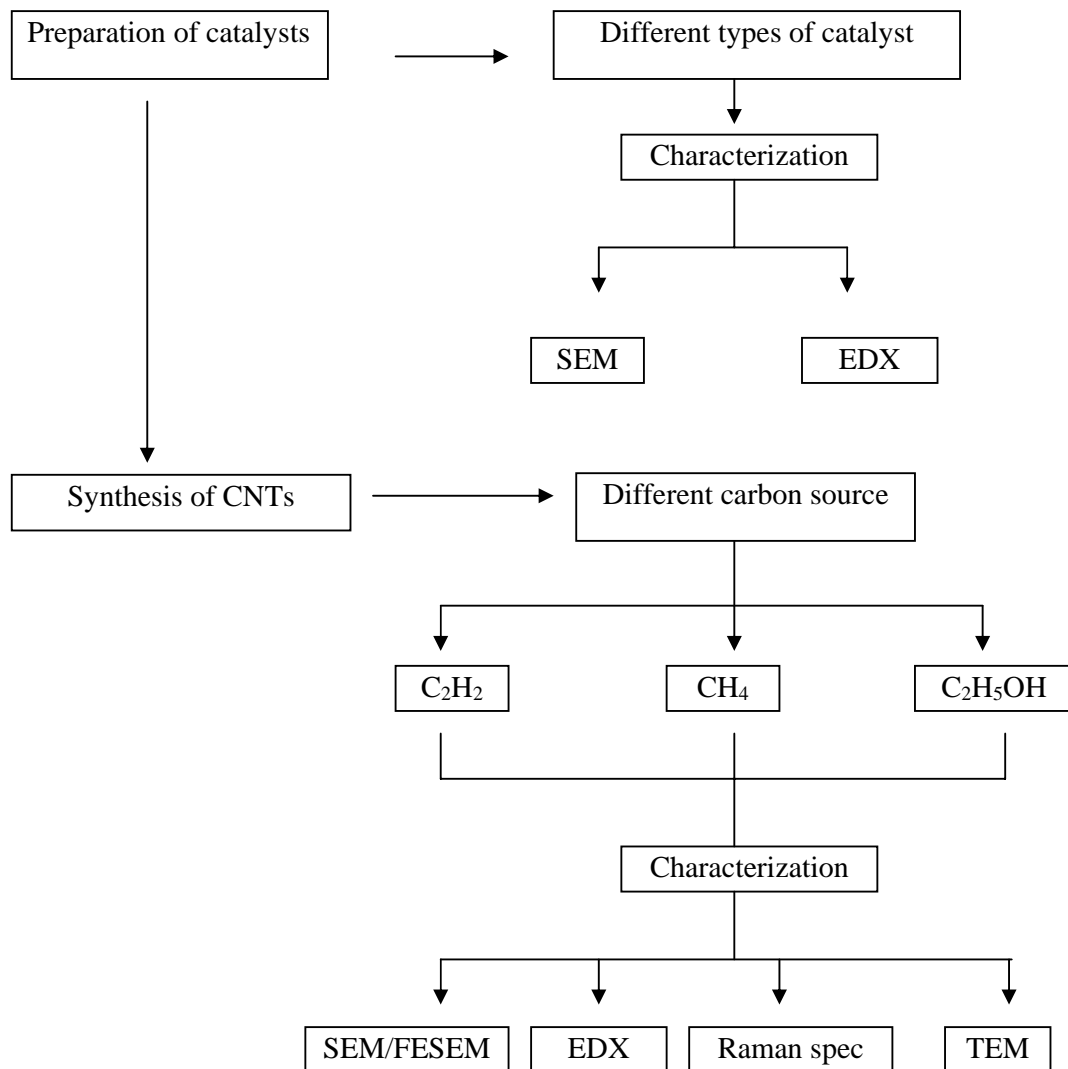 Preparation of catalysts
Different types of catalyst
Characterization
SEM
EDX
Synthesis of CNTs
Different carbon source
C₂H₂
CH₄
C₂H₅OH
Characterization
SEM/FESEM
EDX
Raman spec
TEM